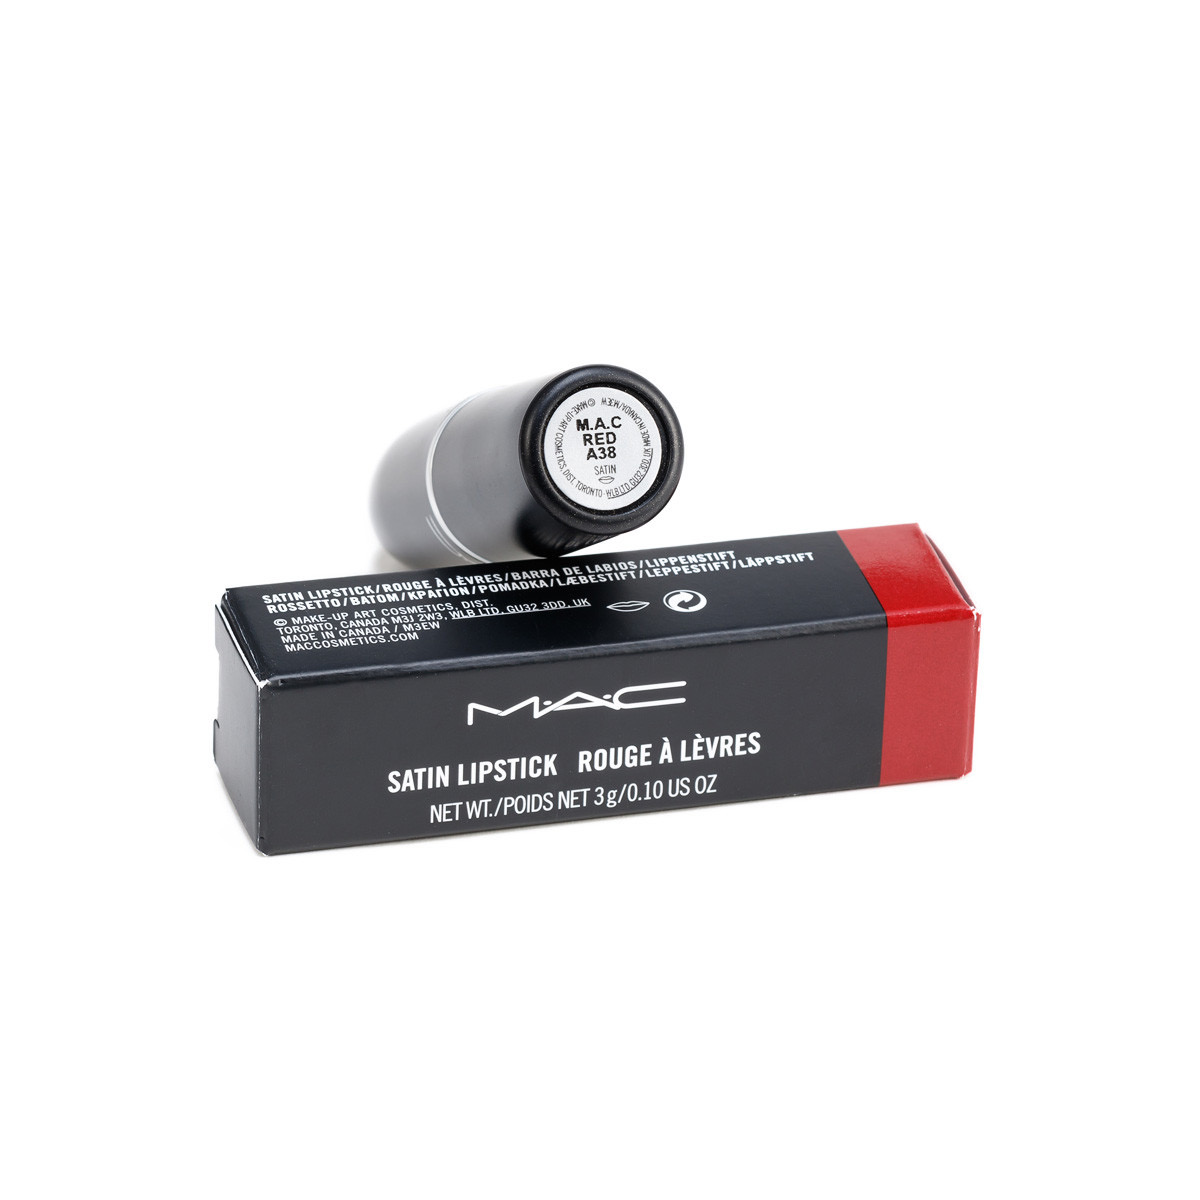 M.A.C
RED
A38
SATIN
© MAKE-UP ART COSMETICS, DIST. TORONTO · WLB LTD, GU32 3DD, UK MADE IN CANADA/M3EW
SATIN LIPSTICK/ROUGE À LÈVRES/BARRA DE LABIOS/LIPPENSTIFT
ROSSETTO/BATOM/ΚΡΑΓΙΟΝ/POMADKA/LÆBESTIFT/LEPPESTIFT/LÄPPSTIFT
© MAKE-UP ART COSMETICS, DIST.
TORONTO, CANADA M3J 2W3, WLB LTD, GU32 3DD, UK
MADE IN CANADA / M3EW
MACCOSMETICS.COM
M·A·C
SATIN LIPSTICK ROUGE À LÈVRES
NET WT./POIDS NET 3 g/0.10 US OZ